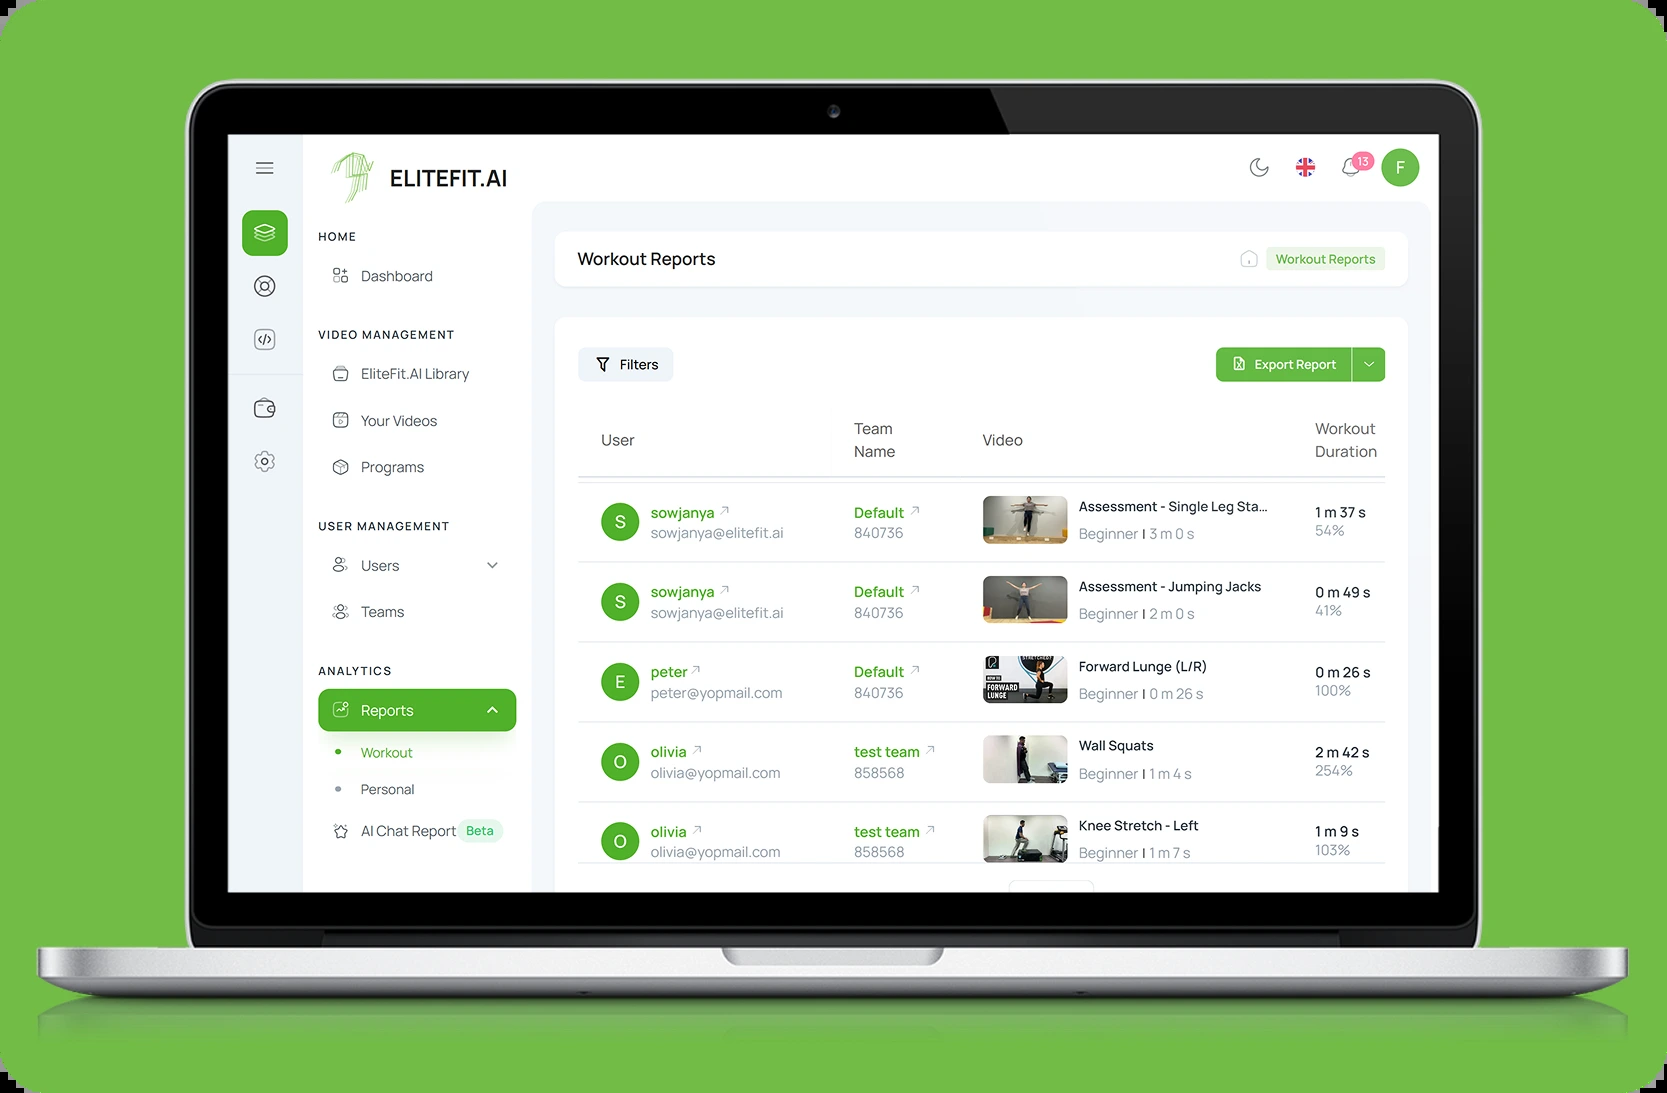 ELITEFIT.AI
13
F
HOME
Dashboard
VIDEO MANAGEMENT
EliteFit.AI Library
Your Videos
Programs
USER MANAGEMENT
Users
Teams
ANALYTICS
Reports
Workout
Personal
AI Chat Report Beta
Workout Reports
Workout Reports
Filters
Export Report
User
Team
Name
Video
Workout
Duration
S
sowjanya
sowjanya@elitefit.ai
Default
840736
Assessment - Single Leg Sta...
Beginner | 3 m 0 s
1 m 37 s
54%
S
sowjanya
sowjanya@elitefit.ai
Default
840736
Assessment - Jumping Jacks
Beginner | 2 m 0 s
0 m 49 s
41%
E
peter
peter@yopmail.com
Default
840736
FORWARD
LUNGE
Forward Lunge (L/R)
Beginner | 0 m 26 s
0 m 26 s
100%
O
olivia
olivia@yopmail.com
test team
858568
Wall Squats
Beginner | 1 m 4 s
2 m 42 s
254%
O
olivia
olivia@yopmail.com
test team
858568
Knee Stretch - Left
Beginner | 1 m 7 s
1 m 9 s
103%